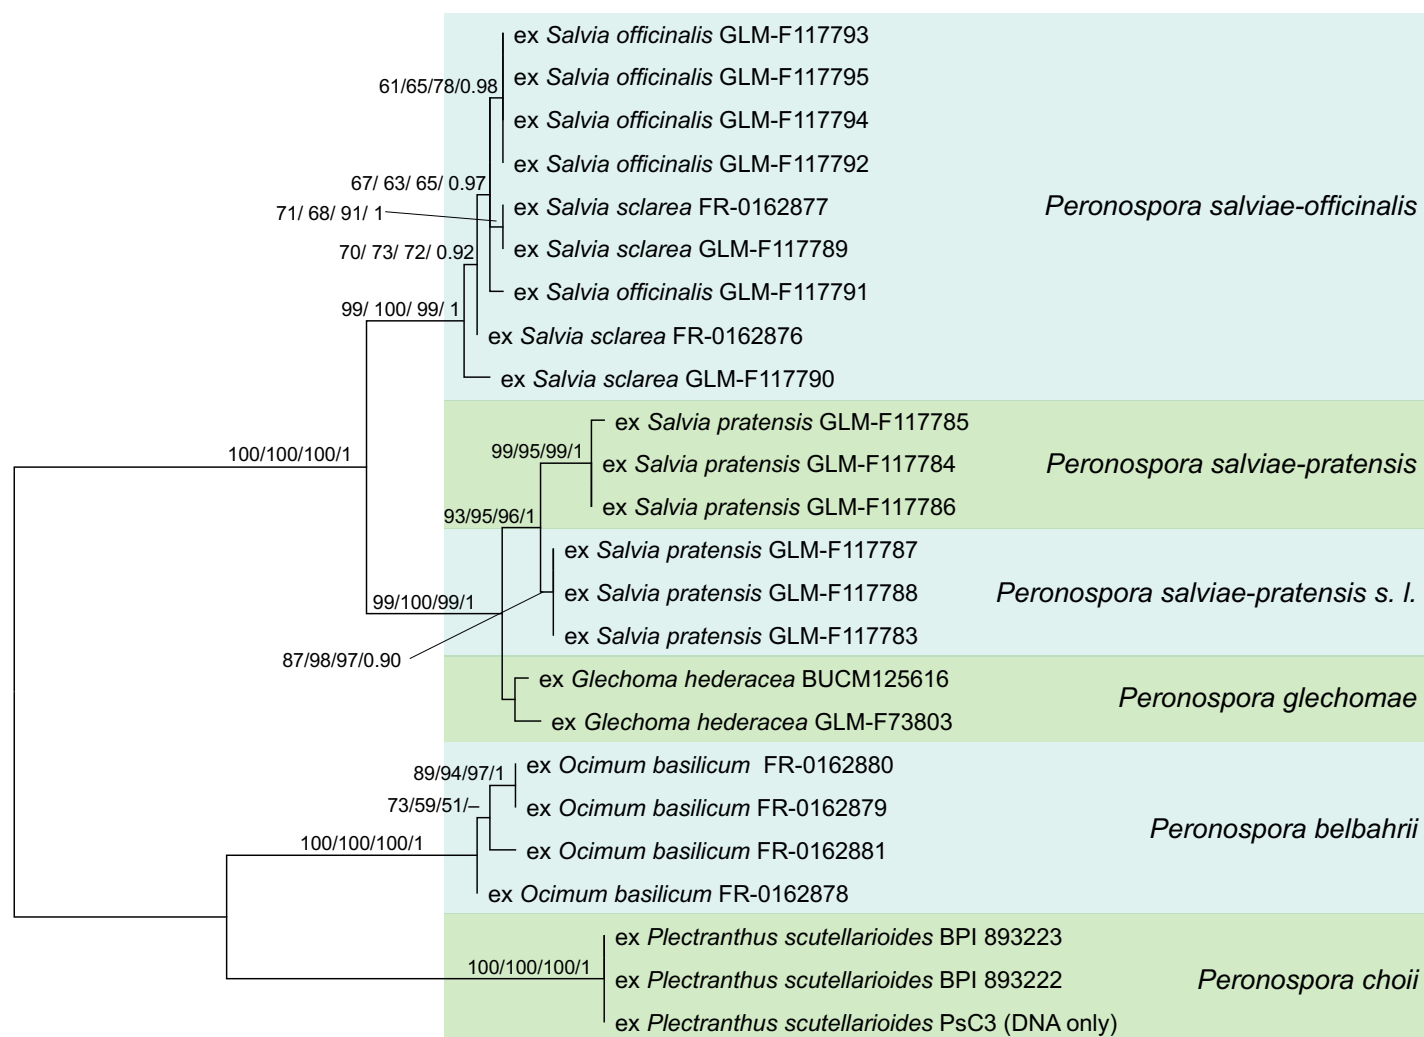 ex Salvia officinalis GLM-F117793
ex Salvia officinalis GLM-F117795
61/65/78/0.98
ex Salvia officinalis GLM-F117794
ex Salvia officinalis GLM-F117792
67/ 63/ 65/ 0.97
ex Salvia sclarea FR-0162877
Peronospora salviae-officinalis
71/ 68/ 91/ 1
ex Salvia sclarea GLM-F117789
70/ 73/ 72/ 0.92
ex Salvia officinalis GLM-F117791
99/ 100/ 99/ 1
ex Salvia sclarea FR-0162876
ex Salvia sclarea GLM-F117790
ex Salvia pratensis GLM-F117785
100/100/100/1
99/95/99/1
ex Salvia pratensis GLM-F117784
Peronospora salviae-pratensis
ex Salvia pratensis GLM-F117786
93/95/96/1
ex Salvia pratensis GLM-F117787
ex Salvia pratensis GLM-F117788
Peronospora salviae-pratensis s. l.
99/100/99/1
ex Salvia pratensis GLM-F117783
87/98/97/0.90
ex Glechoma hederacea BUCM125616
Peronospora glechomae
ex Glechoma hederacea GLM-F73803
ex Ocimum basilicum FR-0162880
89/94/97/1
73/59/51/–
ex Ocimum basilicum FR-0162879
Peronospora belbahrii
100/100/100/1
ex Ocimum basilicum FR-0162881
ex Ocimum basilicum FR-0162878
ex Plectranthus scutellarioides BPI 893223
100/100/100/1
ex Plectranthus scutellarioides BPI 893222
Peronospora choii
ex Plectranthus scutellarioides PsC3 (DNA only)